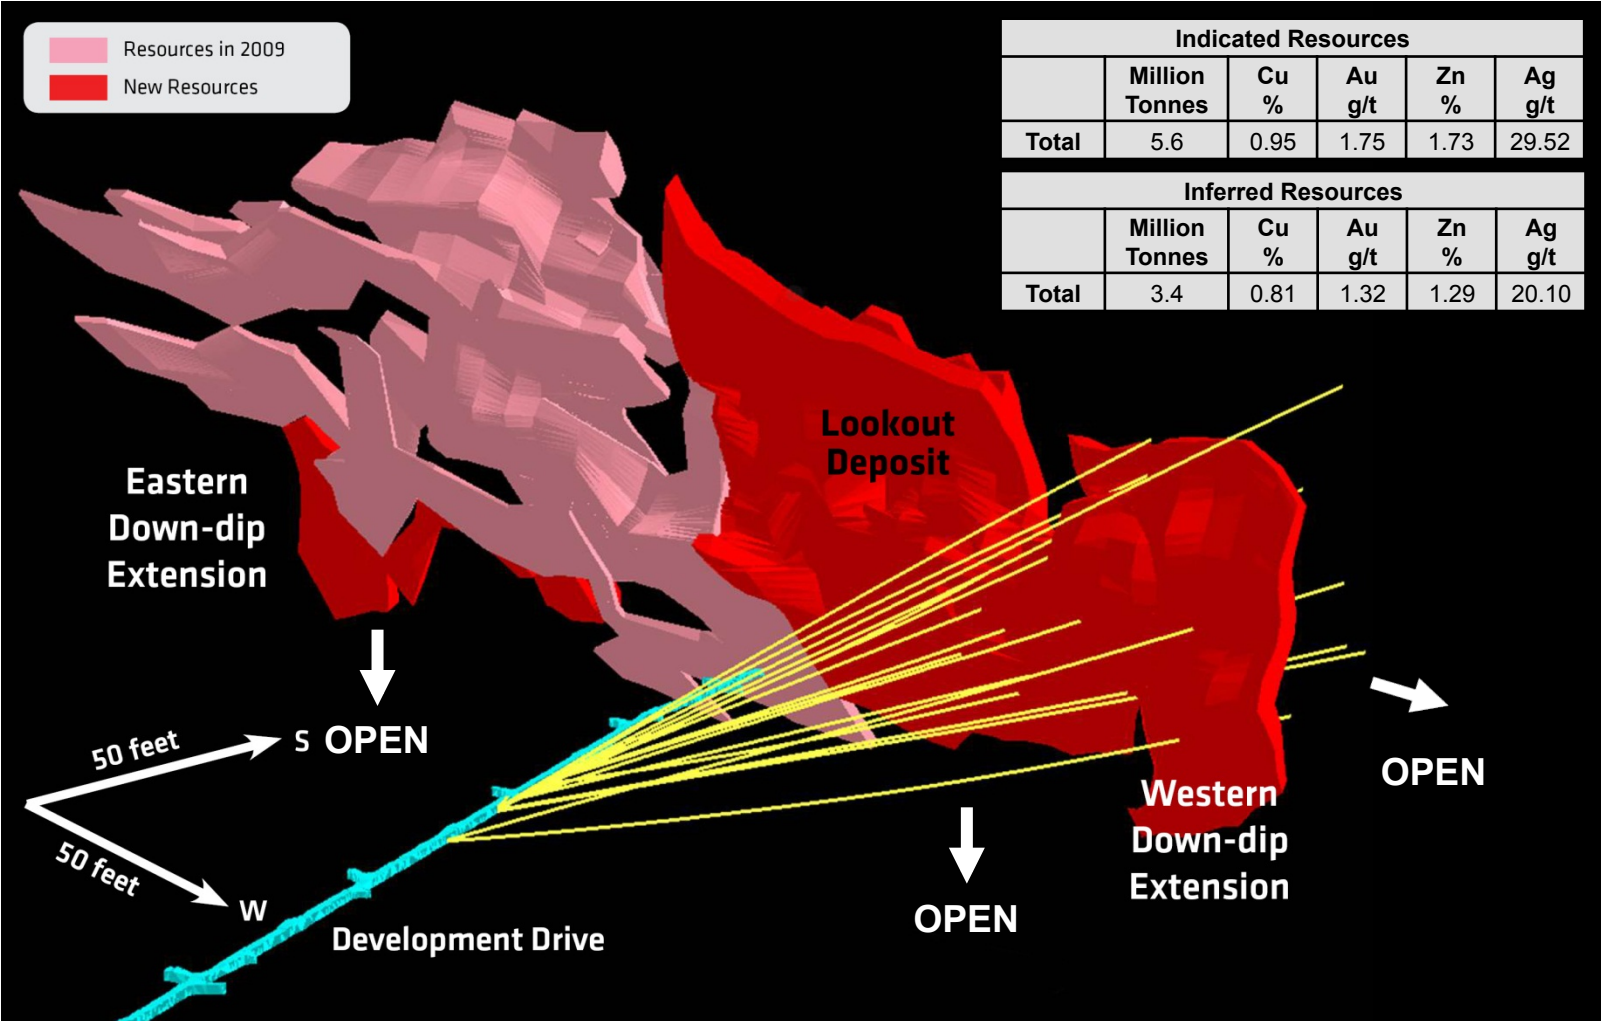 Resources in 2009
New Resources
Indicated Resources
Million Tonnes Cu % Au g/t Zn % Ag g/t
Total 5.6 0.95 1.75 1.73 29.52
Inferred Resources
Million Tonnes Cu % Au g/t Zn % Ag g/t
Total 3.4 0.81 1.32 1.29 20.10
Lookout
Deposit
Eastern
Down-dip
Extension
50 feet
S
OPEN
50 feet
W
OPEN
Western
Down-dip
Extension
OPEN
Development Drive